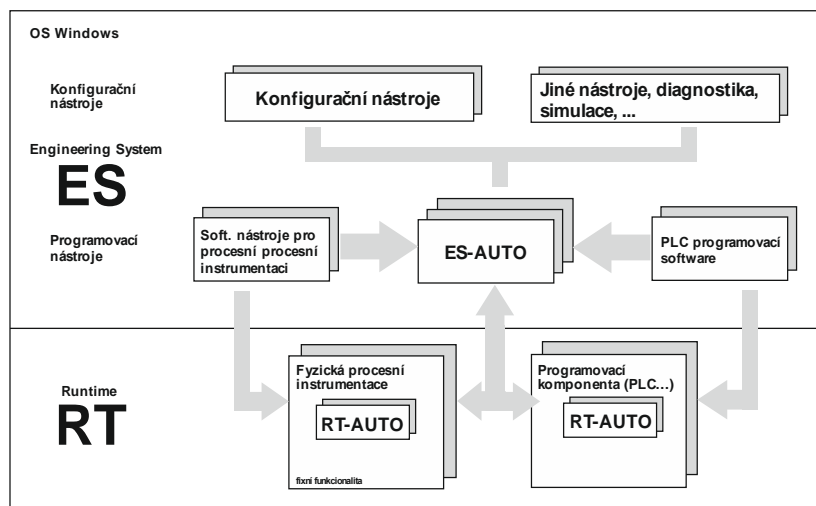 OS Windows
Konfigurační
nástroje
Konfigurační nástroje
Jiné nástroje, diagnostika,
simulace, ...
Engineering System
ES
Programovací
nástroje
Soft. nástroje pro
procesní procesní
instrumentaci
ES-AUTO
PLC programovací
software
Runtime
RT
Fyzická procesní
instrumentace
RT-AUTO
fixní funkcionalita
Programovací
komponenta (PLC...)
RT-AUTO